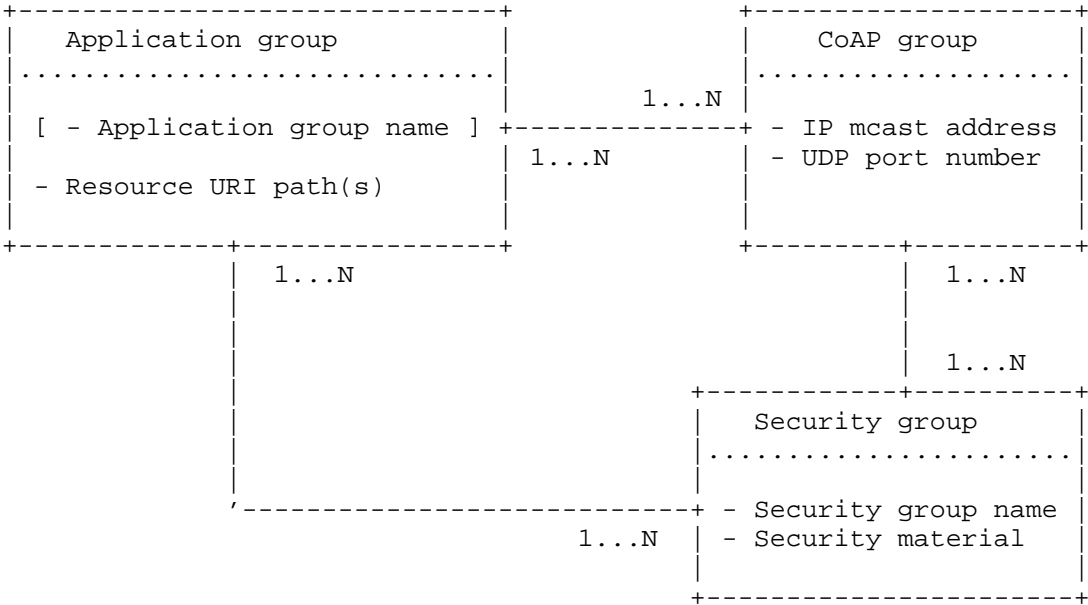 Application group
CoAP group
1...N
[ - Application group name ]
- IP mcast address
1...N
- UDP port number
- Resource URI path(s)
1...N
1...N
1...N
Security group
- Security group name
1...N
- Security material